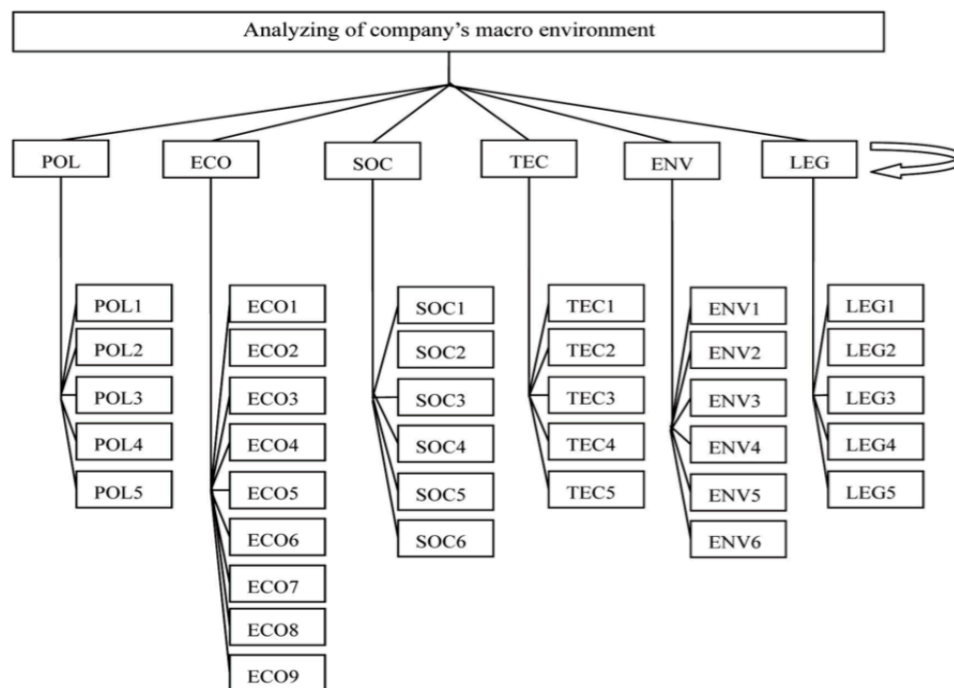 Analyzing of company's macro environment
POL
ECO
SOC
TEC
ENV
LEG
POL1
POL2
POL3
POL4
POL5
ECO1
ECO2
ECO3
ECO4
ECO5
ECO6
ECO7
ECO8
ECO9
SOC1
SOC2
SOC3
SOC4
SOC5
SOC6
TEC1
TEC2
TEC3
TEC4
TEC5
ENV1
ENV2
ENV3
ENV4
ENV5
ENV6
LEG1
LEG2
LEG3
LEG4
LEG5